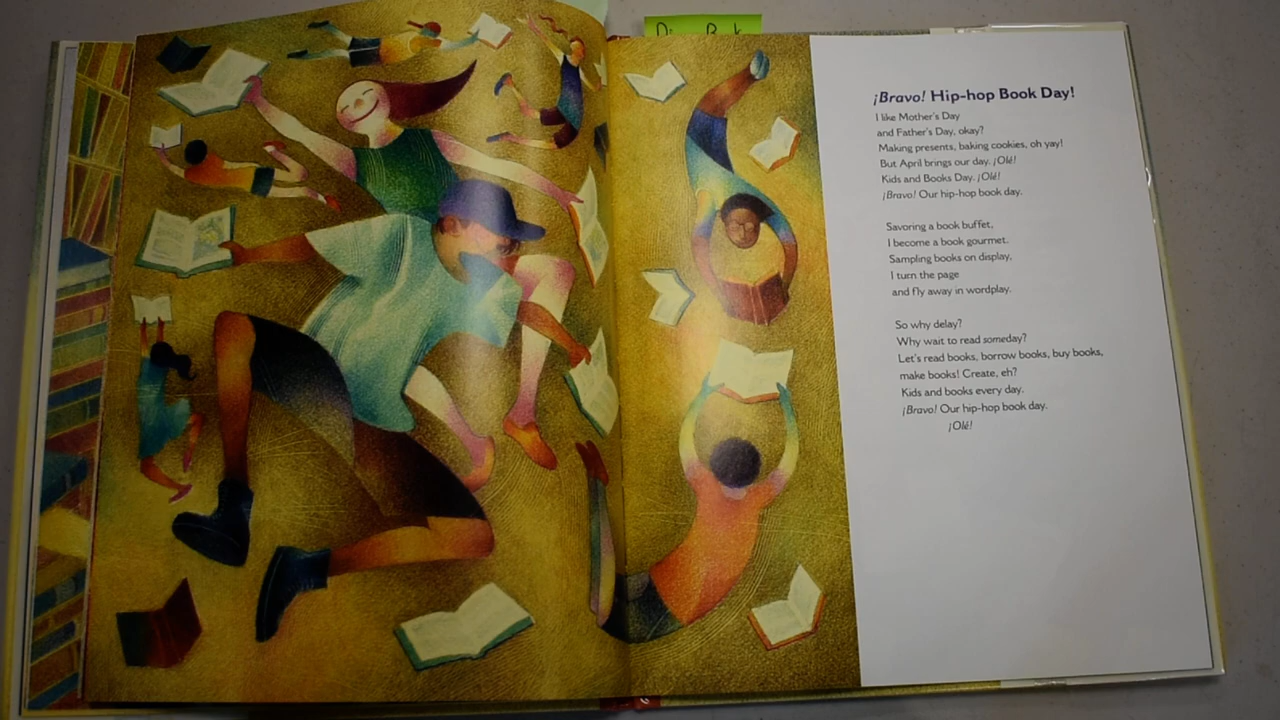 ¡Bravo! Hip-hop Book Day!
I like Mother's Day
and Father's Day, okay?
Making presents, baking cookies, oh yay!
But April brings our day. ¡Olé!
Kids and Books Day. ¡Olé!
¡Bravo! Our hip-hop book day.
Savoring a book buffet,
I become a book gourmet.
Sampling books on display,
I turn the page
and fly away in wordplay.
So why delay?
Why wait to read someday?
Let's read books, borrow books, buy books,
make books! Create, eh?
Kids and books every day.
¡Bravo! Our hip-hop book day.
¡Olé!